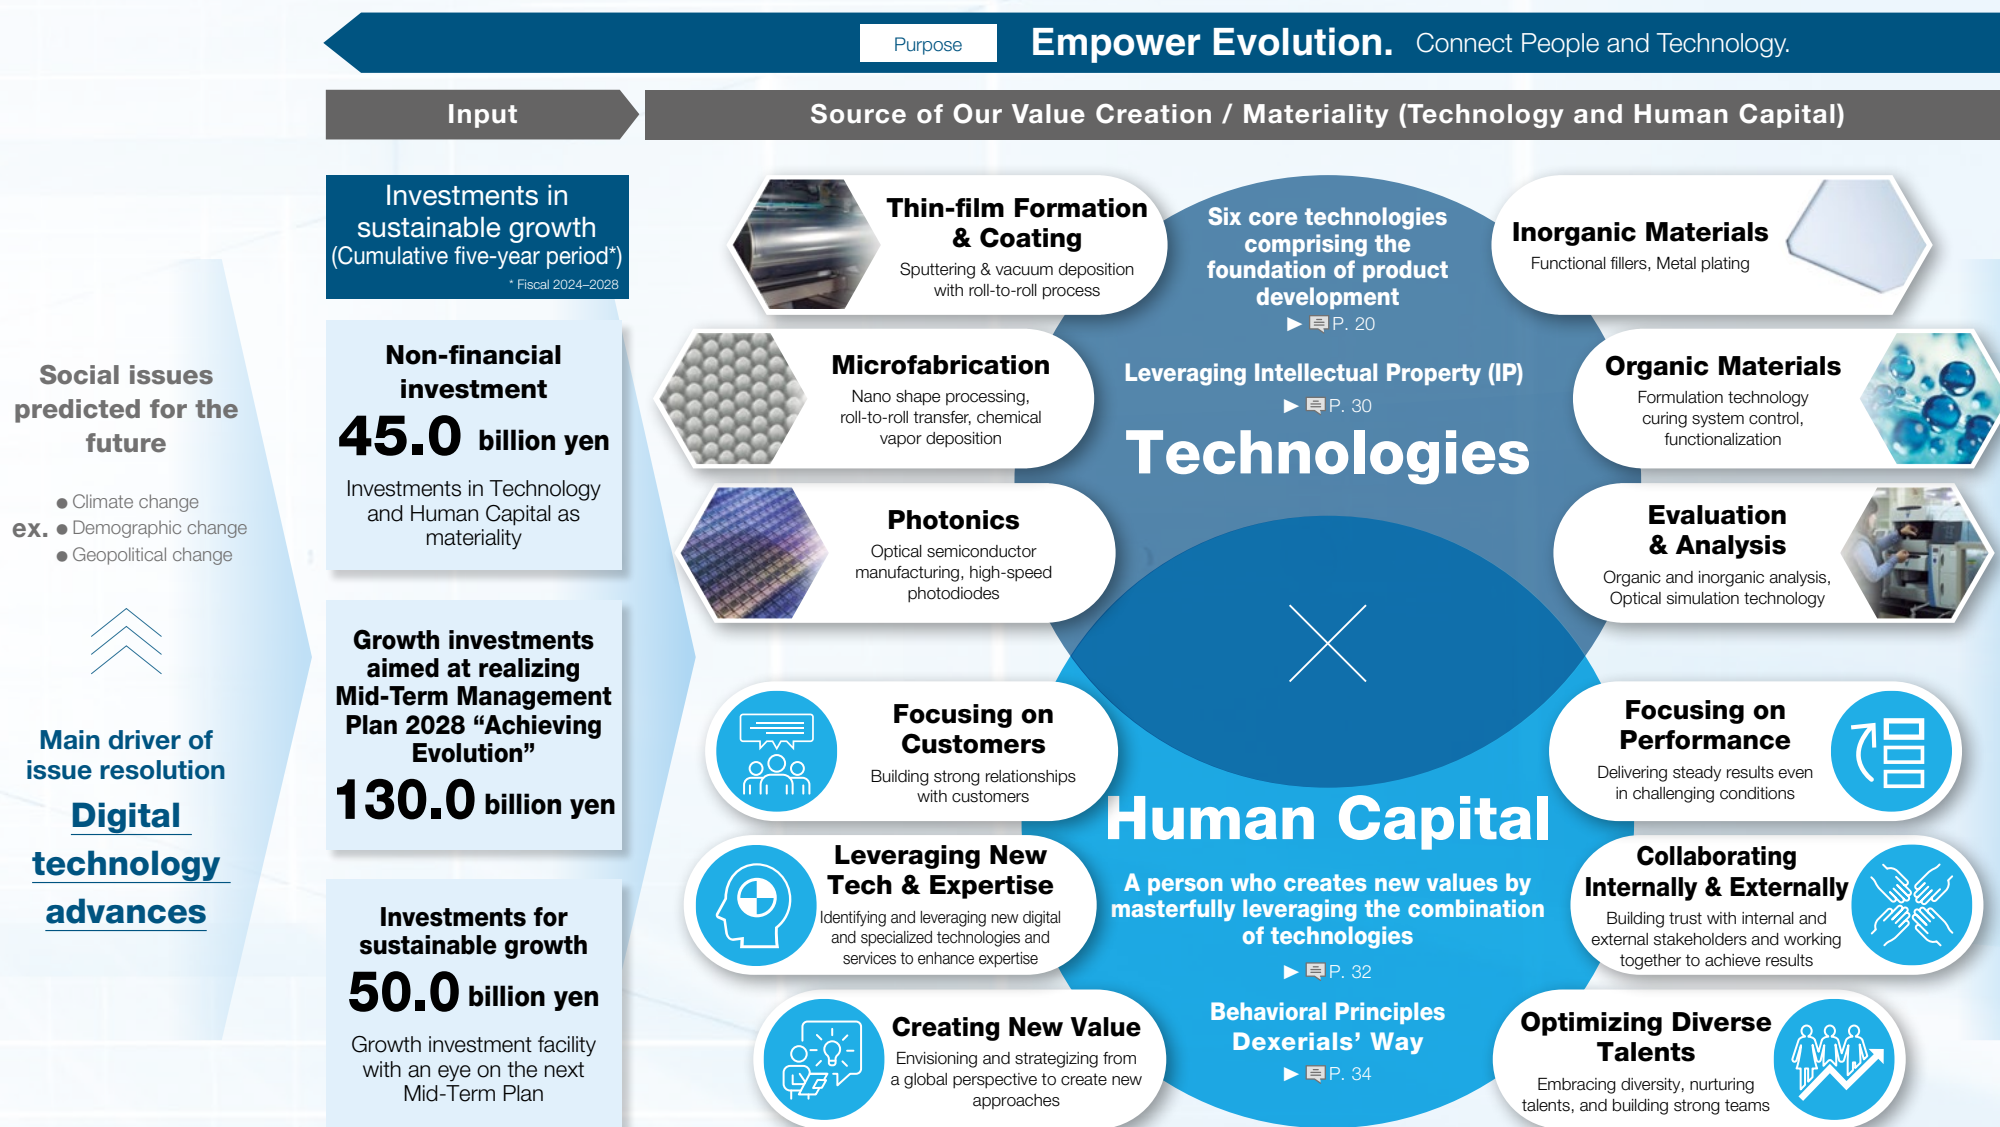 Purpose
Empower Evolution. Connect People and Technology.
Input
Source of Our Value Creation / Materiality (Technology and Human Capital)
Social issues
predicted for the
future
ex.
● Climate change
● Demographic change
● Geopolitical change
Main driver of
issue resolution
Digital
technology
advances
Investments in
sustainable growth
(Cumulative five-year period*)
* Fiscal 2024–2028
Non-financial
investment
45.0 billion yen
Investments in Technology
and Human Capital as
materiality
Growth investments
aimed at realizing
Mid-Term Management
Plan 2028 “Achieving
Evolution”
130.0 billion yen
Investments for
sustainable growth
50.0 billion yen
Growth investment facility
with an eye on the next
Mid-Term Plan
Thin-film Formation
& Coating
Sputtering & vacuum deposition
with roll-to-roll process
Microfabrication
Nano shape processing,
roll-to-roll transfer, chemical
vapor deposition
Photonics
Optical semiconductor
manufacturing, high-speed
photodiodes
Six core technologies
comprising the
foundation of product
development
▶ P. 20
Leveraging Intellectual Property (IP)
▶ P. 30
Technologies
Inorganic Materials
Functional fillers, Metal plating
Organic Materials
Formulation technology
curing system control,
functionalization
Evaluation
& Analysis
Organic and inorganic analysis,
Optical simulation technology
Focusing on
Customers
Building strong relationships
with customers
Leveraging New
Tech & Expertise
Identifying and leveraging new digital
and specialized technologies and
services to enhance expertise
Creating New Value
Envisioning and strategizing from
a global perspective to create new
approaches
Human Capital
A person who creates new values by
masterfully leveraging the combination
of technologies
▶ P. 32
Behavioral Principles
Dexerials’ Way
▶ P. 34
Focusing on
Performance
Delivering steady results even
in challenging conditions
Collaborating
Internally & Externally
Building trust with internal and
external stakeholders and working
together to achieve results
Optimizing Diverse
Talents
Embracing diversity, nurturing
talents, and building strong teams